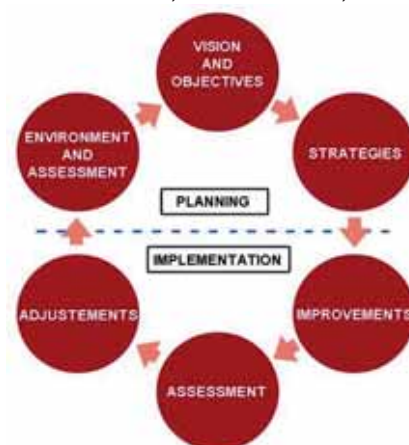 VISION
AND
OBJECTIVES
ENVIRONMENT
AND
ASSESSMENT
STRATEGIES
PLANNING
IMPLEMENTATION
ADJUSTEMENTS
IMPROVEMENTS
ASSESSMENT